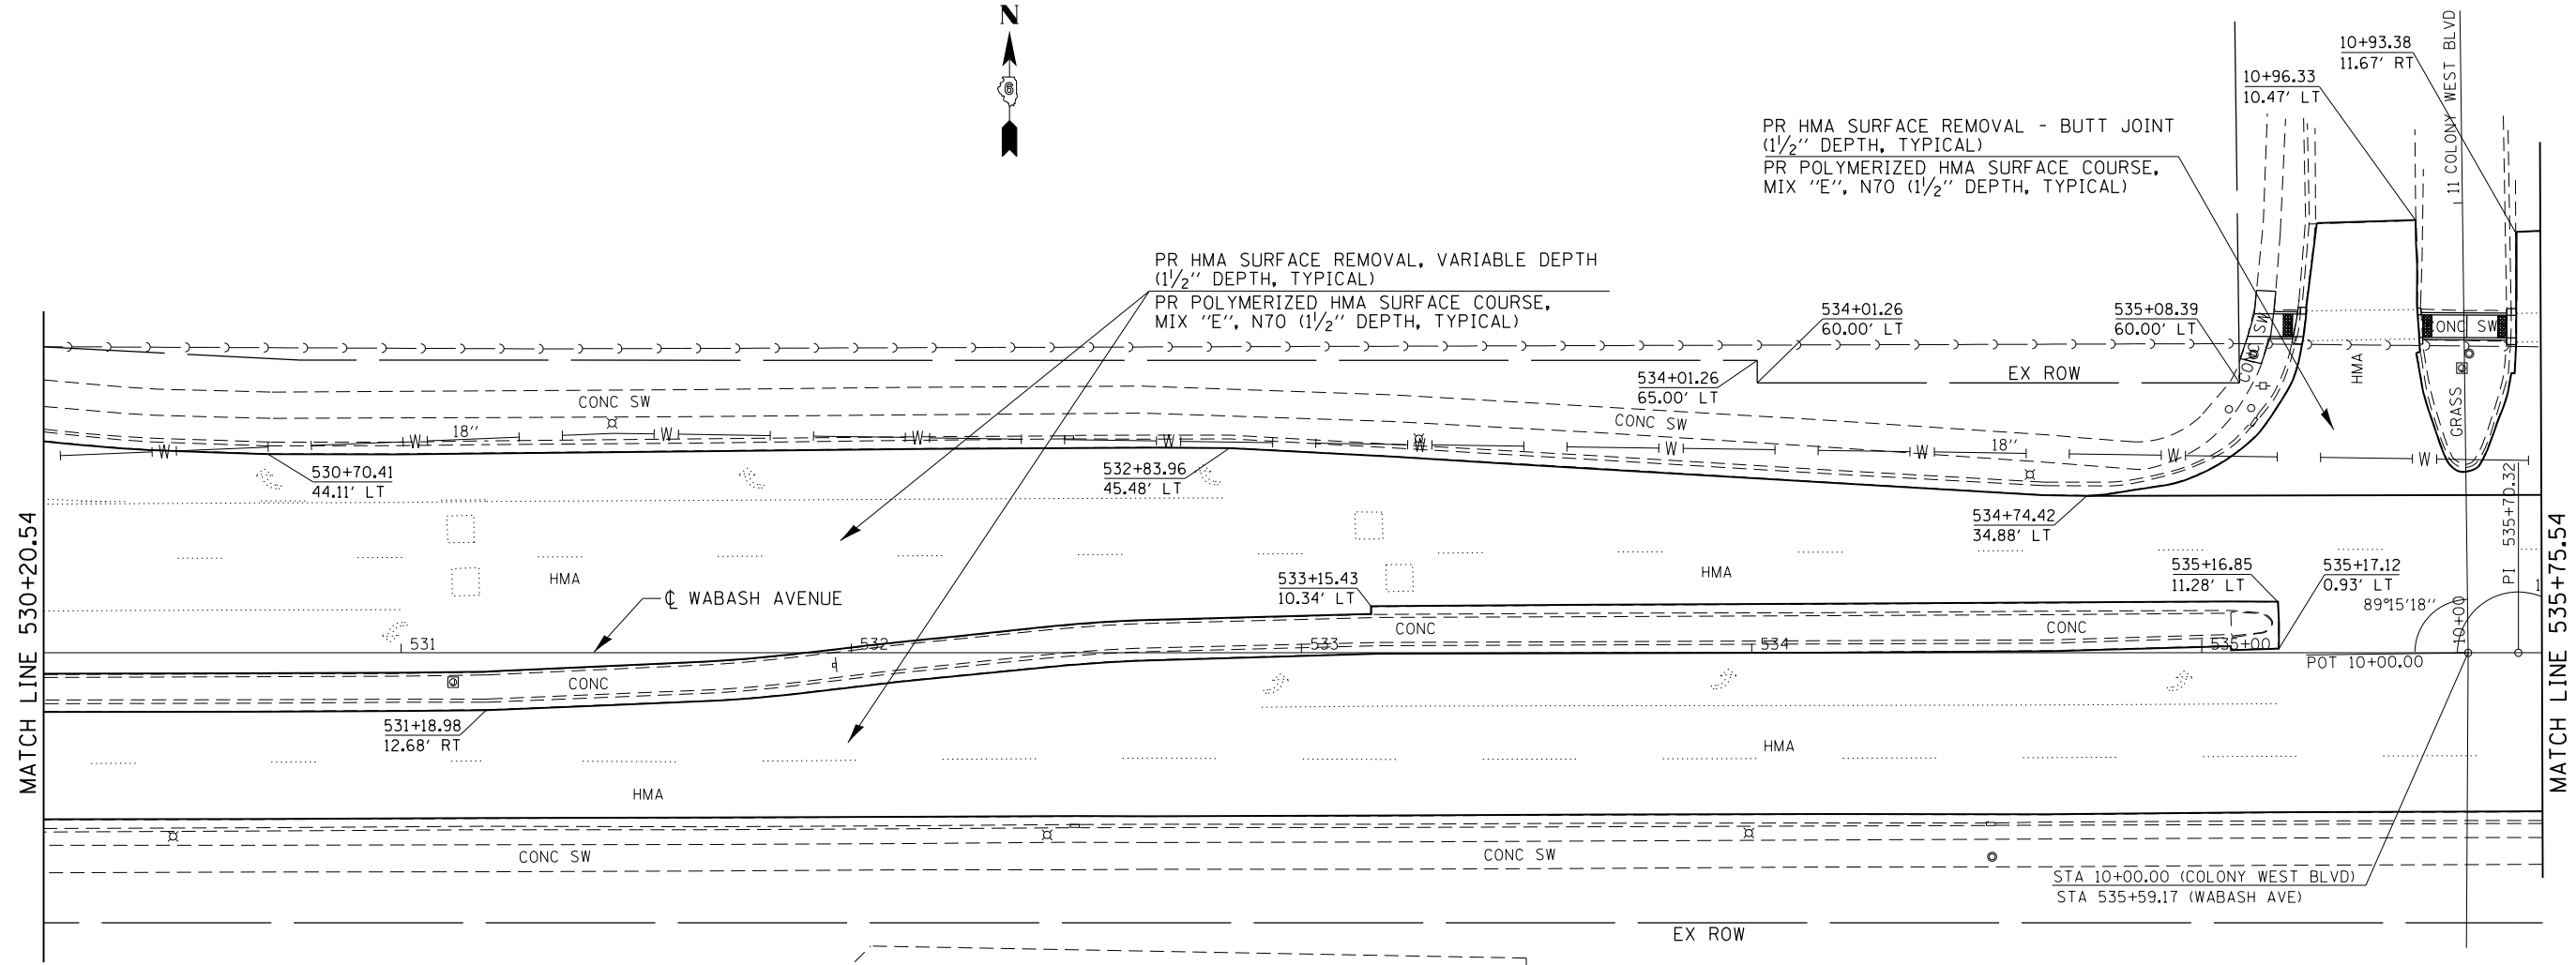 N
6
10+93.38
11.67' RT
10+96.33
10.47' LT
11 COLONY WEST BLVD
PR HMA SURFACE REMOVAL - BUTT JOINT
(1 1/2" DEPTH, TYPICAL)
PR POLYMERIZED HMA SURFACE COURSE,
MIX "E", N70 (1 1/2" DEPTH, TYPICAL)
PR HMA SURFACE REMOVAL, VARIABLE DEPTH
(1 1/2" DEPTH, TYPICAL)
PR POLYMERIZED HMA SURFACE COURSE,
MIX "E", N70 (1 1/2" DEPTH, TYPICAL)
534+01.26
60.00' LT
535+08.39
60.00' LT
CONC SW
CONC SW
CONC SW
HMA
GRASS
534+01.26
65.00' LT
EX ROW
CONC SW
CONC SW
18"
W
W
W
W
W
W
W
W
W
W
18"
530+70.41
44.11' LT
532+83.96
45.48' LT
534+74.42
34.88' LT
PI 535+70.32
MATCH LINE 530+20.54
MATCH LINE 535+75.54
HMA
HMA
533+15.43
10.34' LT
535+16.85
11.28' LT
535+17.12
0.93' LT
89°15'18"
10+00
1
℄ WABASH AVENUE
CONC
CONC
531
532
533
534
535+00
POT 10+00.00
CONC
531+18.98
12.68' RT
HMA
HMA
CONC SW
CONC SW
STA 10+00.00 (COLONY WEST BLVD)
STA 535+59.17 (WABASH AVE)
EX ROW